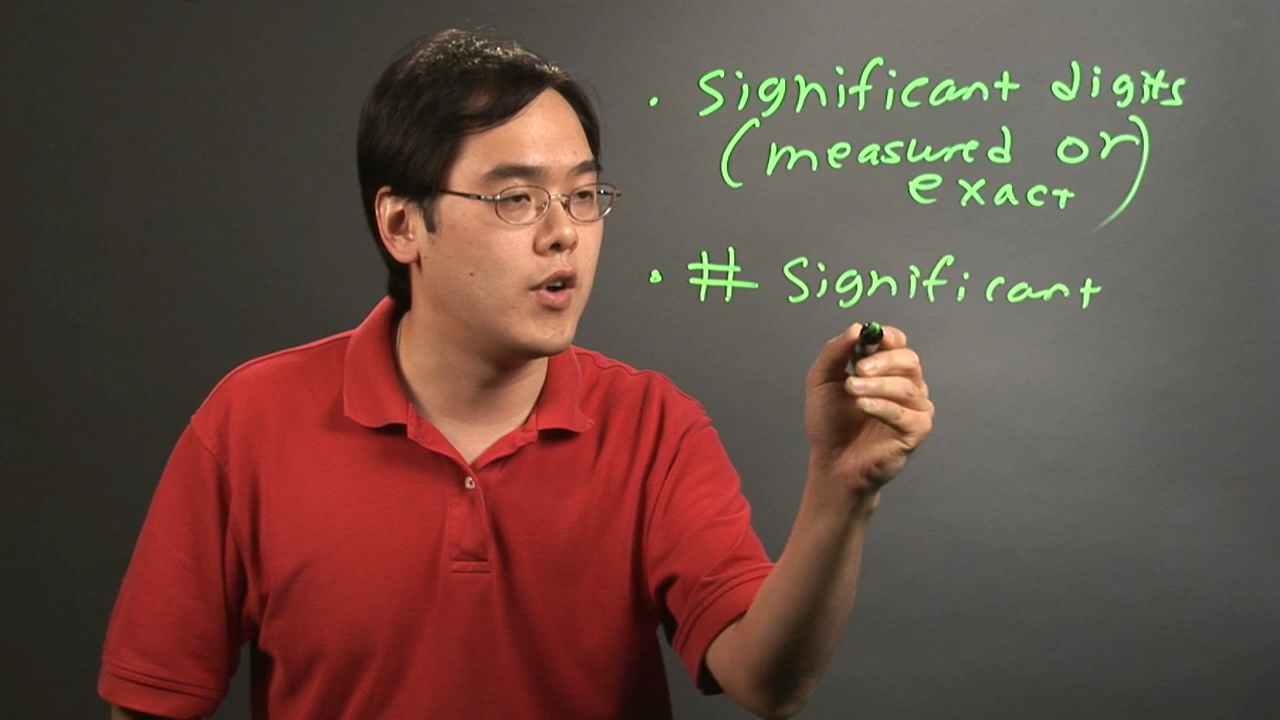 • Significant digits
(measured or)
exact
• # Significant